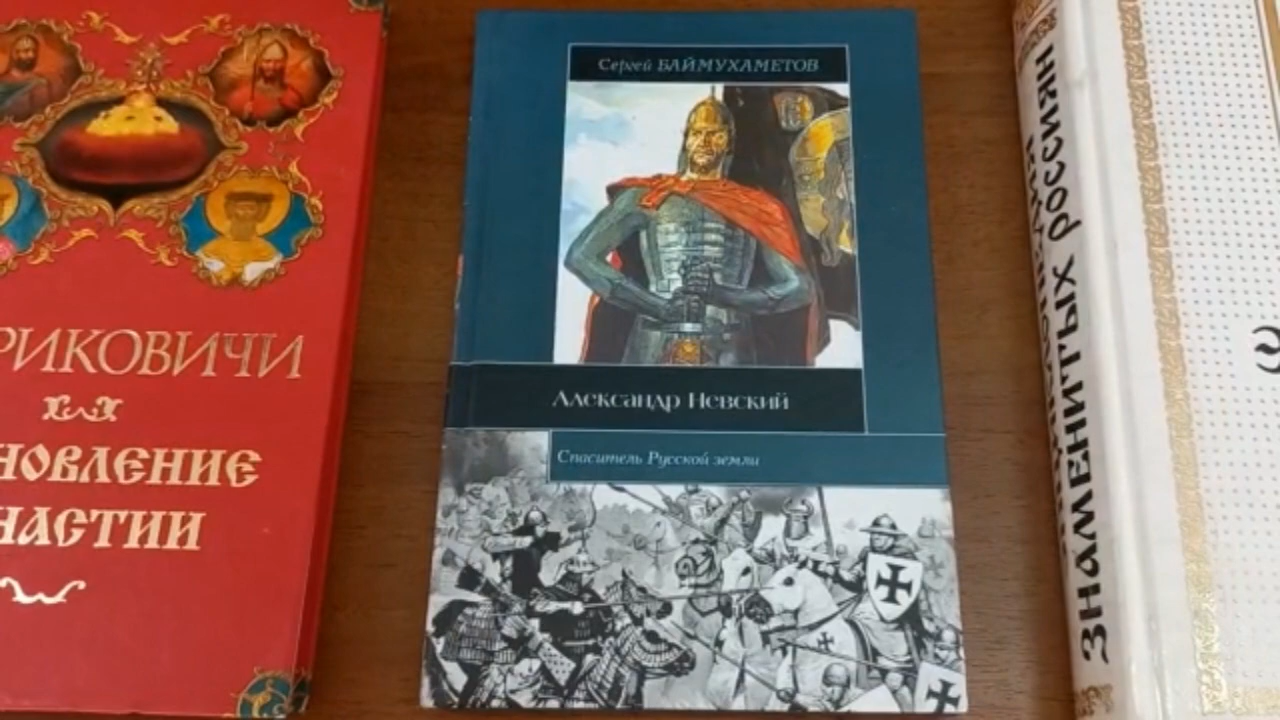 РИКОВИЧИ
НОВЛЕНИЕ
НАСТИИ
Сергей БАЙМУХАМЕТОВ
Александр Невский
Спаситель Русской земли
ЗНАМЕНИТЫХ РОССИЯН